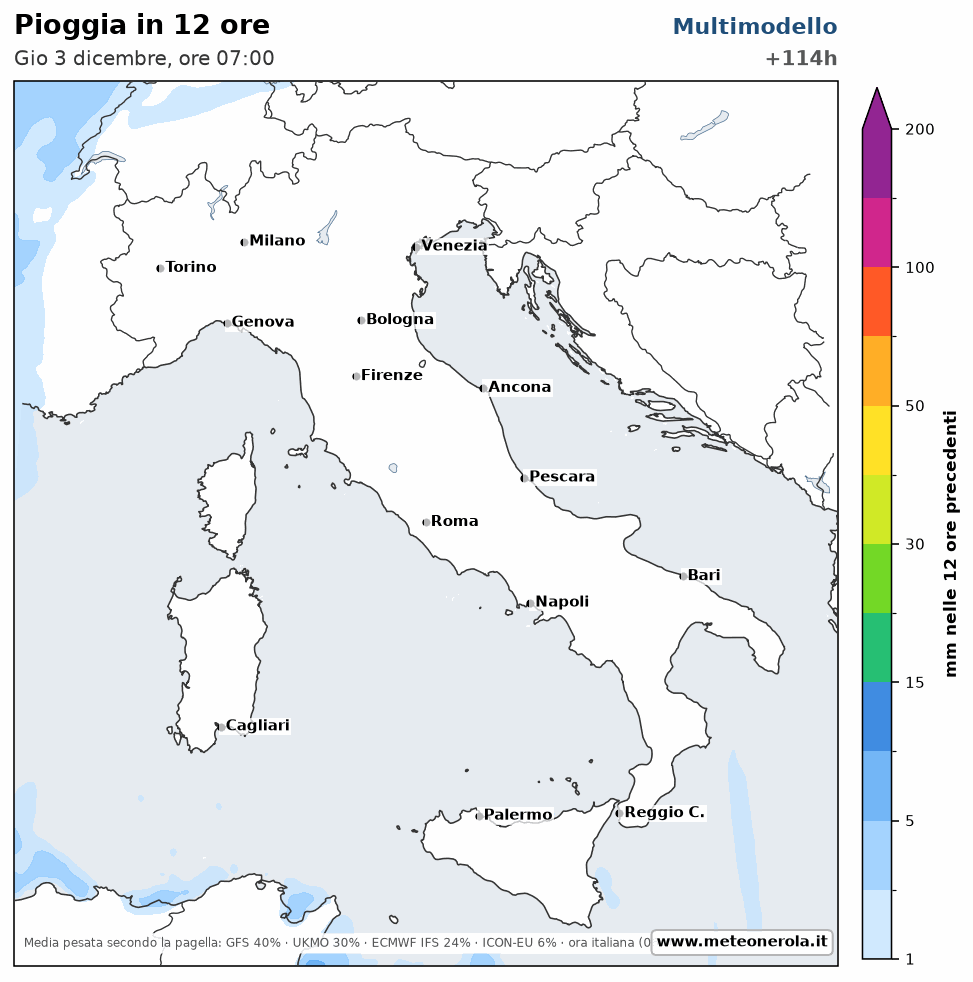 Pioggia in 12 ore
Multimodello
Gio 3 dicembre, ore 07:00
+114h
200
100
50
30
15
5
1
mm nelle 12 ore precedenti
Milano
Venezia
Torino
Genova
Bologna
Firenze
Ancona
Pescara
Roma
Bari
Napoli
Cagliari
Palermo
Reggio C.
Media pesata secondo la pagella: GFS 40% · UKMO 30% · ECMWF IFS 24% · ICON-EU 6% · ora italiana (0
www.meteonerola.it